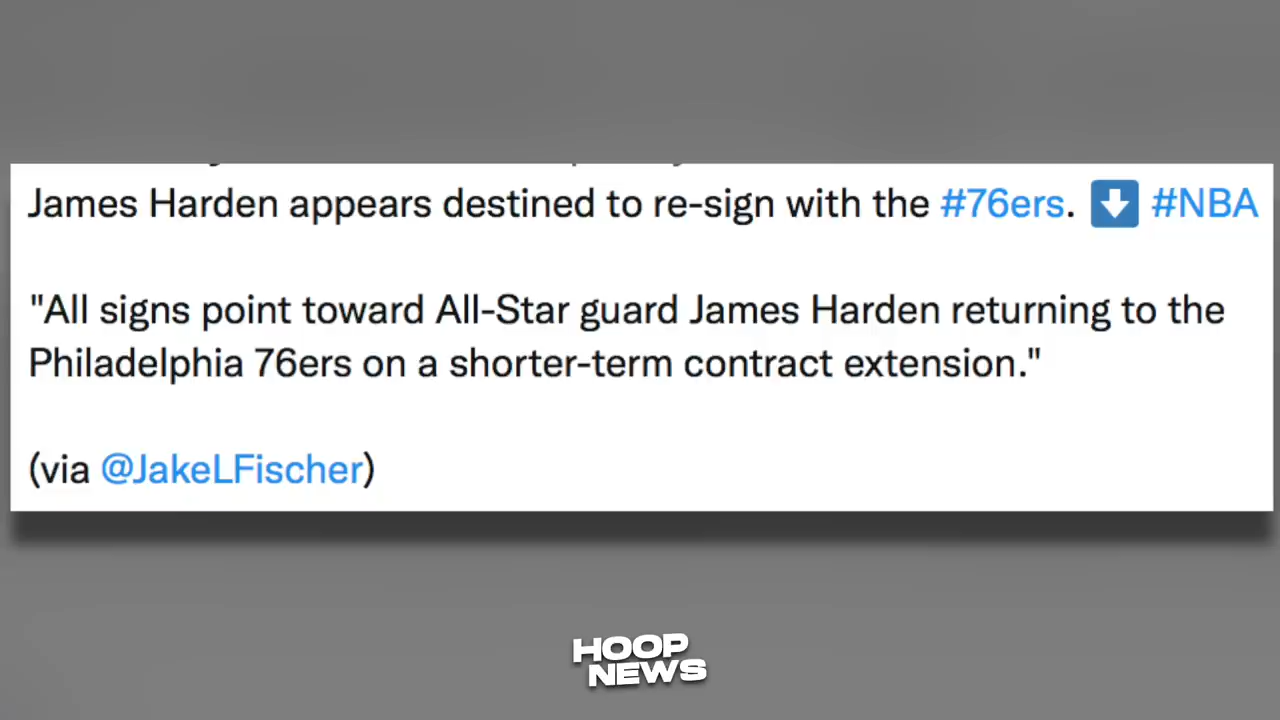 James Harden appears destined to re-sign with the #76ers. ⬇️ #NBA
"All signs point toward All-Star guard James Harden returning to the
Philadelphia 76ers on a shorter-term contract extension."
(via @JakeLFischer)
HOOP
NEWS